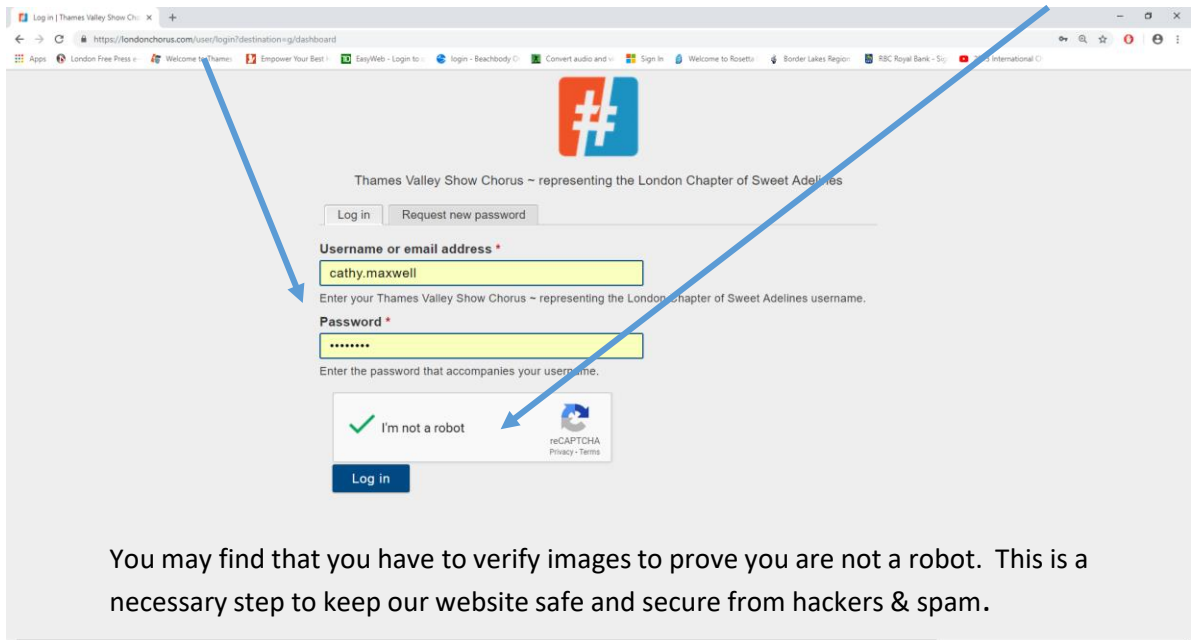 Log in | Thames Valley Show Cho
https://londonchorus.com/user/login?destination=g/dashboard
Apps London Free Press e- Welcome to Thames Empower Your Best EasyWeb - Login to login - Beachbody Convert audio and Sign In Welcome to Rosetta Border Lakes Region RBC Royal Bank - Sig International
#
Thames Valley Show Chorus ~ representing the London Chapter of Sweet Adelines
Log in Request new password
Username or email address *
cathy.maxwell
Enter your Thames Valley Show Chorus ~ representing the London Chapter of Sweet Adelines username.
Password *
••••••••
Enter the password that accompanies your username.
I'm not a robot
reCAPTCHA
Privacy - Terms
Log in
You may find that you have to verify images to prove you are not a robot. This is a
necessary step to keep our website safe and secure from hackers & spam.